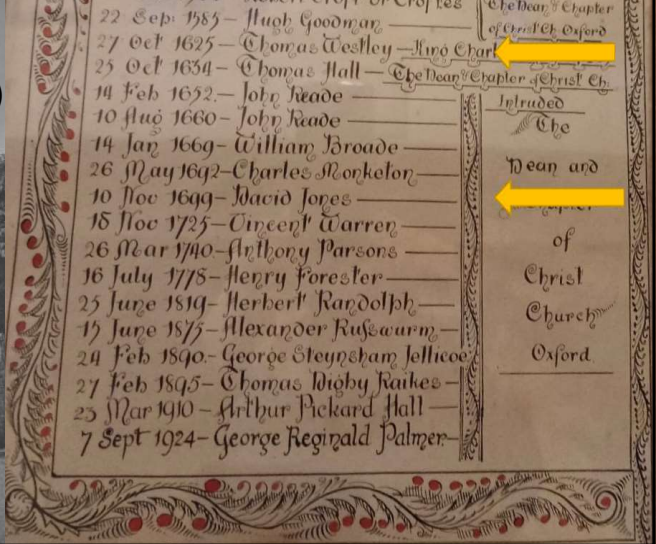 The Dean & Chapter
22 Sep: 1585 – Hugh Goodman of Christ Ch. Oxford
27 Oct 1625 – Thomas Westley – King
25 Oct 1634 – Thomas Hall – The Dean & Chapter of Christ Ch.
14 Feb 1652. – John Reade Intruded
10 Aug 1660 – John Reade The
14 Jan 1669 – William Broade
26 May 1692 – Charles Monketon Dean and
10 Nov 1699 – David Jones
18 Nov 1725 – Vincent Warren
26 Mar 1740. – Anthony Parsons of
16 July 1778 – Henry Forester Christ
25 June 1819 – Herbert Randolph
15 June 1875 – Alexander Russwurm Church
24 Feb 1890. – George Steynsham Jellicoe Oxford.
27 Feb 1895 – Thomas Digby Raikes
23 Mar 1910 – Arthur Pickard Hall
7 Sept 1924 – George Reginald Palmer